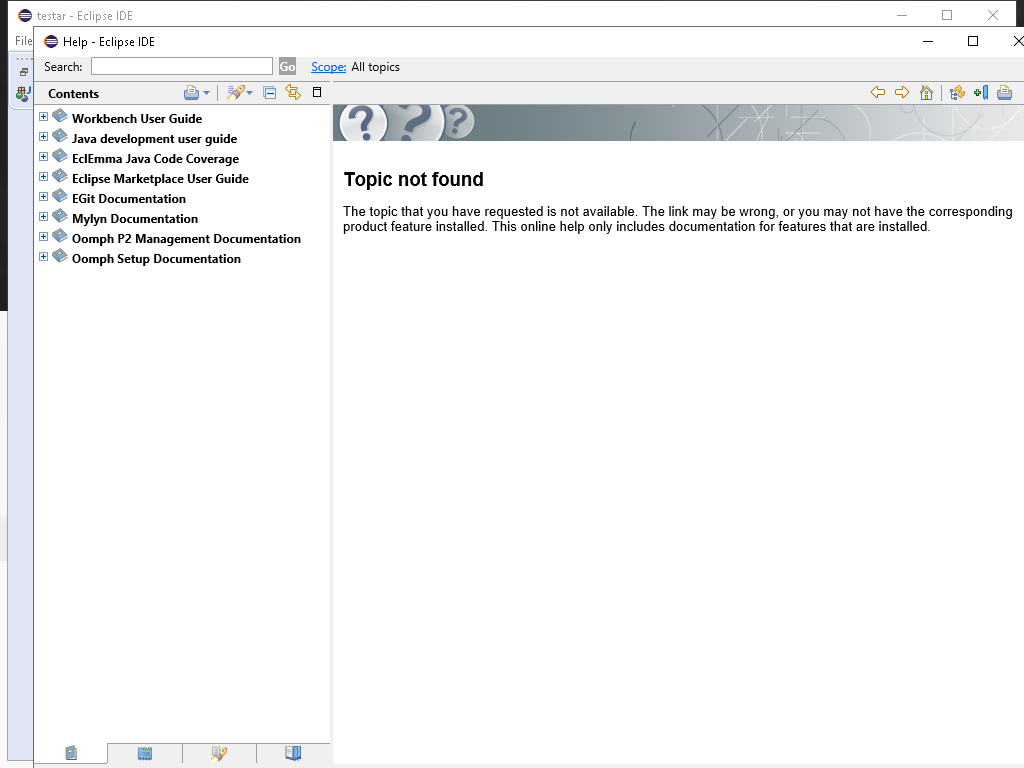 testar - Eclipse IDE
File
Help - Eclipse IDE
Search:
Go
Scope: All topics
Contents
Workbench User Guide
Java development user guide
EclEmma Java Code Coverage
Eclipse Marketplace User Guide
EGit Documentation
Mylyn Documentation
Oomph P2 Management Documentation
Oomph Setup Documentation
Topic not found
The topic that you have requested is not available. The link may be wrong, or you may not have the corresponding
product feature installed. This online help only includes documentation for features that are installed.